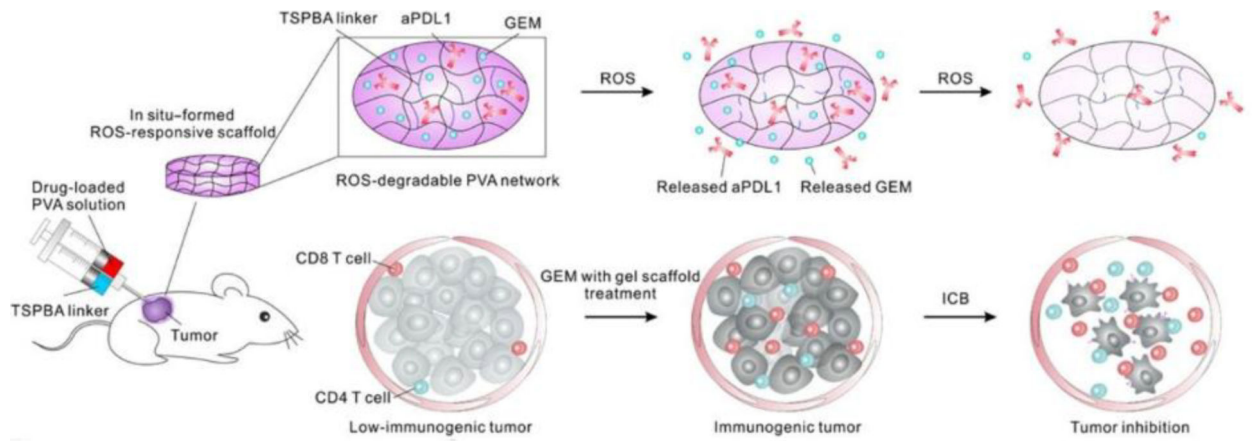 TSPBA linker
aPDL1
GEM
ROS
ROS
In situ–formed
ROS-responsive scaffold
ROS-degradable PVA network
Released aPDL1
Released GEM
Drug-loaded
PVA solution
TSPBA linker
Tumor
CD8 T cell
CD4 T cell
GEM with gel scaffold
treatment
ICB
Low-immunogenic tumor
Immunogenic tumor
Tumor inhibition